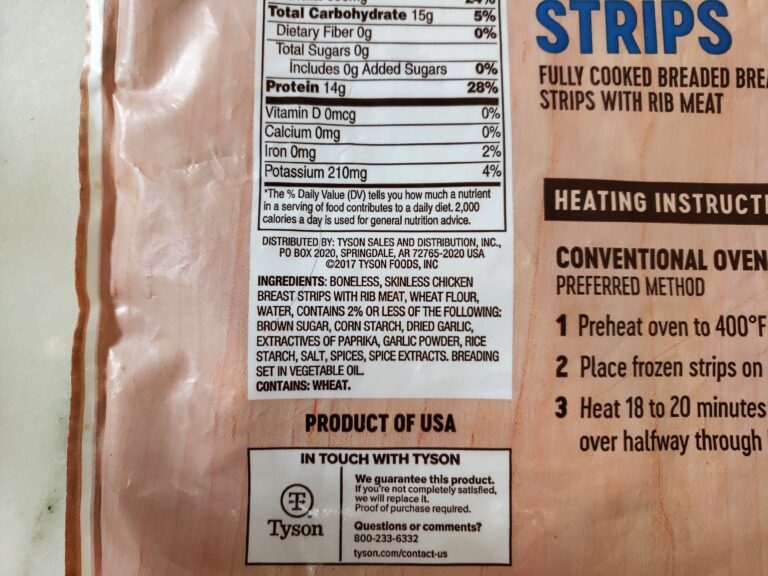 24%
Total Carbohydrate 15g 5%
Dietary Fiber 0g 0%
Total Sugars 0g
Includes 0g Added Sugars 0%
Protein 14g 28%
Vitamin D 0mcg 0%
Calcium 0mg 0%
Iron 0mg 2%
Potassium 210mg 4%
*The % Daily Value (DV) tells you how much a nutrient
in a serving of food contributes to a daily diet. 2,000
calories a day is used for general nutrition advice.
DISTRIBUTED BY: TYSON SALES AND DISTRIBUTION, INC.,
PO BOX 2020, SPRINGDALE, AR 72765-2020 USA
©2017 TYSON FOODS, INC
INGREDIENTS: BONELESS, SKINLESS CHICKEN
BREAST STRIPS WITH RIB MEAT, WHEAT FLOUR,
WATER, CONTAINS 2% OR LESS OF THE FOLLOWING:
BROWN SUGAR, CORN STARCH, DRIED GARLIC,
EXTRACTIVES OF PAPRIKA, GARLIC POWDER, RICE
STARCH, SALT, SPICES, SPICE EXTRACTS. BREADING
SET IN VEGETABLE OIL.
CONTAINS: WHEAT.
PRODUCT OF USA
IN TOUCH WITH TYSON
Tyson
We guarantee this product.
If you're not completely satisfied,
we will replace it.
Proof of purchase required.
Questions or comments?
800-233-6332
tyson.com/contact-us
STRIPS
FULLY COOKED BREADED BREA
STRIPS WITH RIB MEAT
HEATING INSTRUCTI
CONVENTIONAL OVEN
PREFERRED METHOD
1 Preheat oven to 400°F
2 Place frozen strips on
3 Heat 18 to 20 minutes
over halfway through